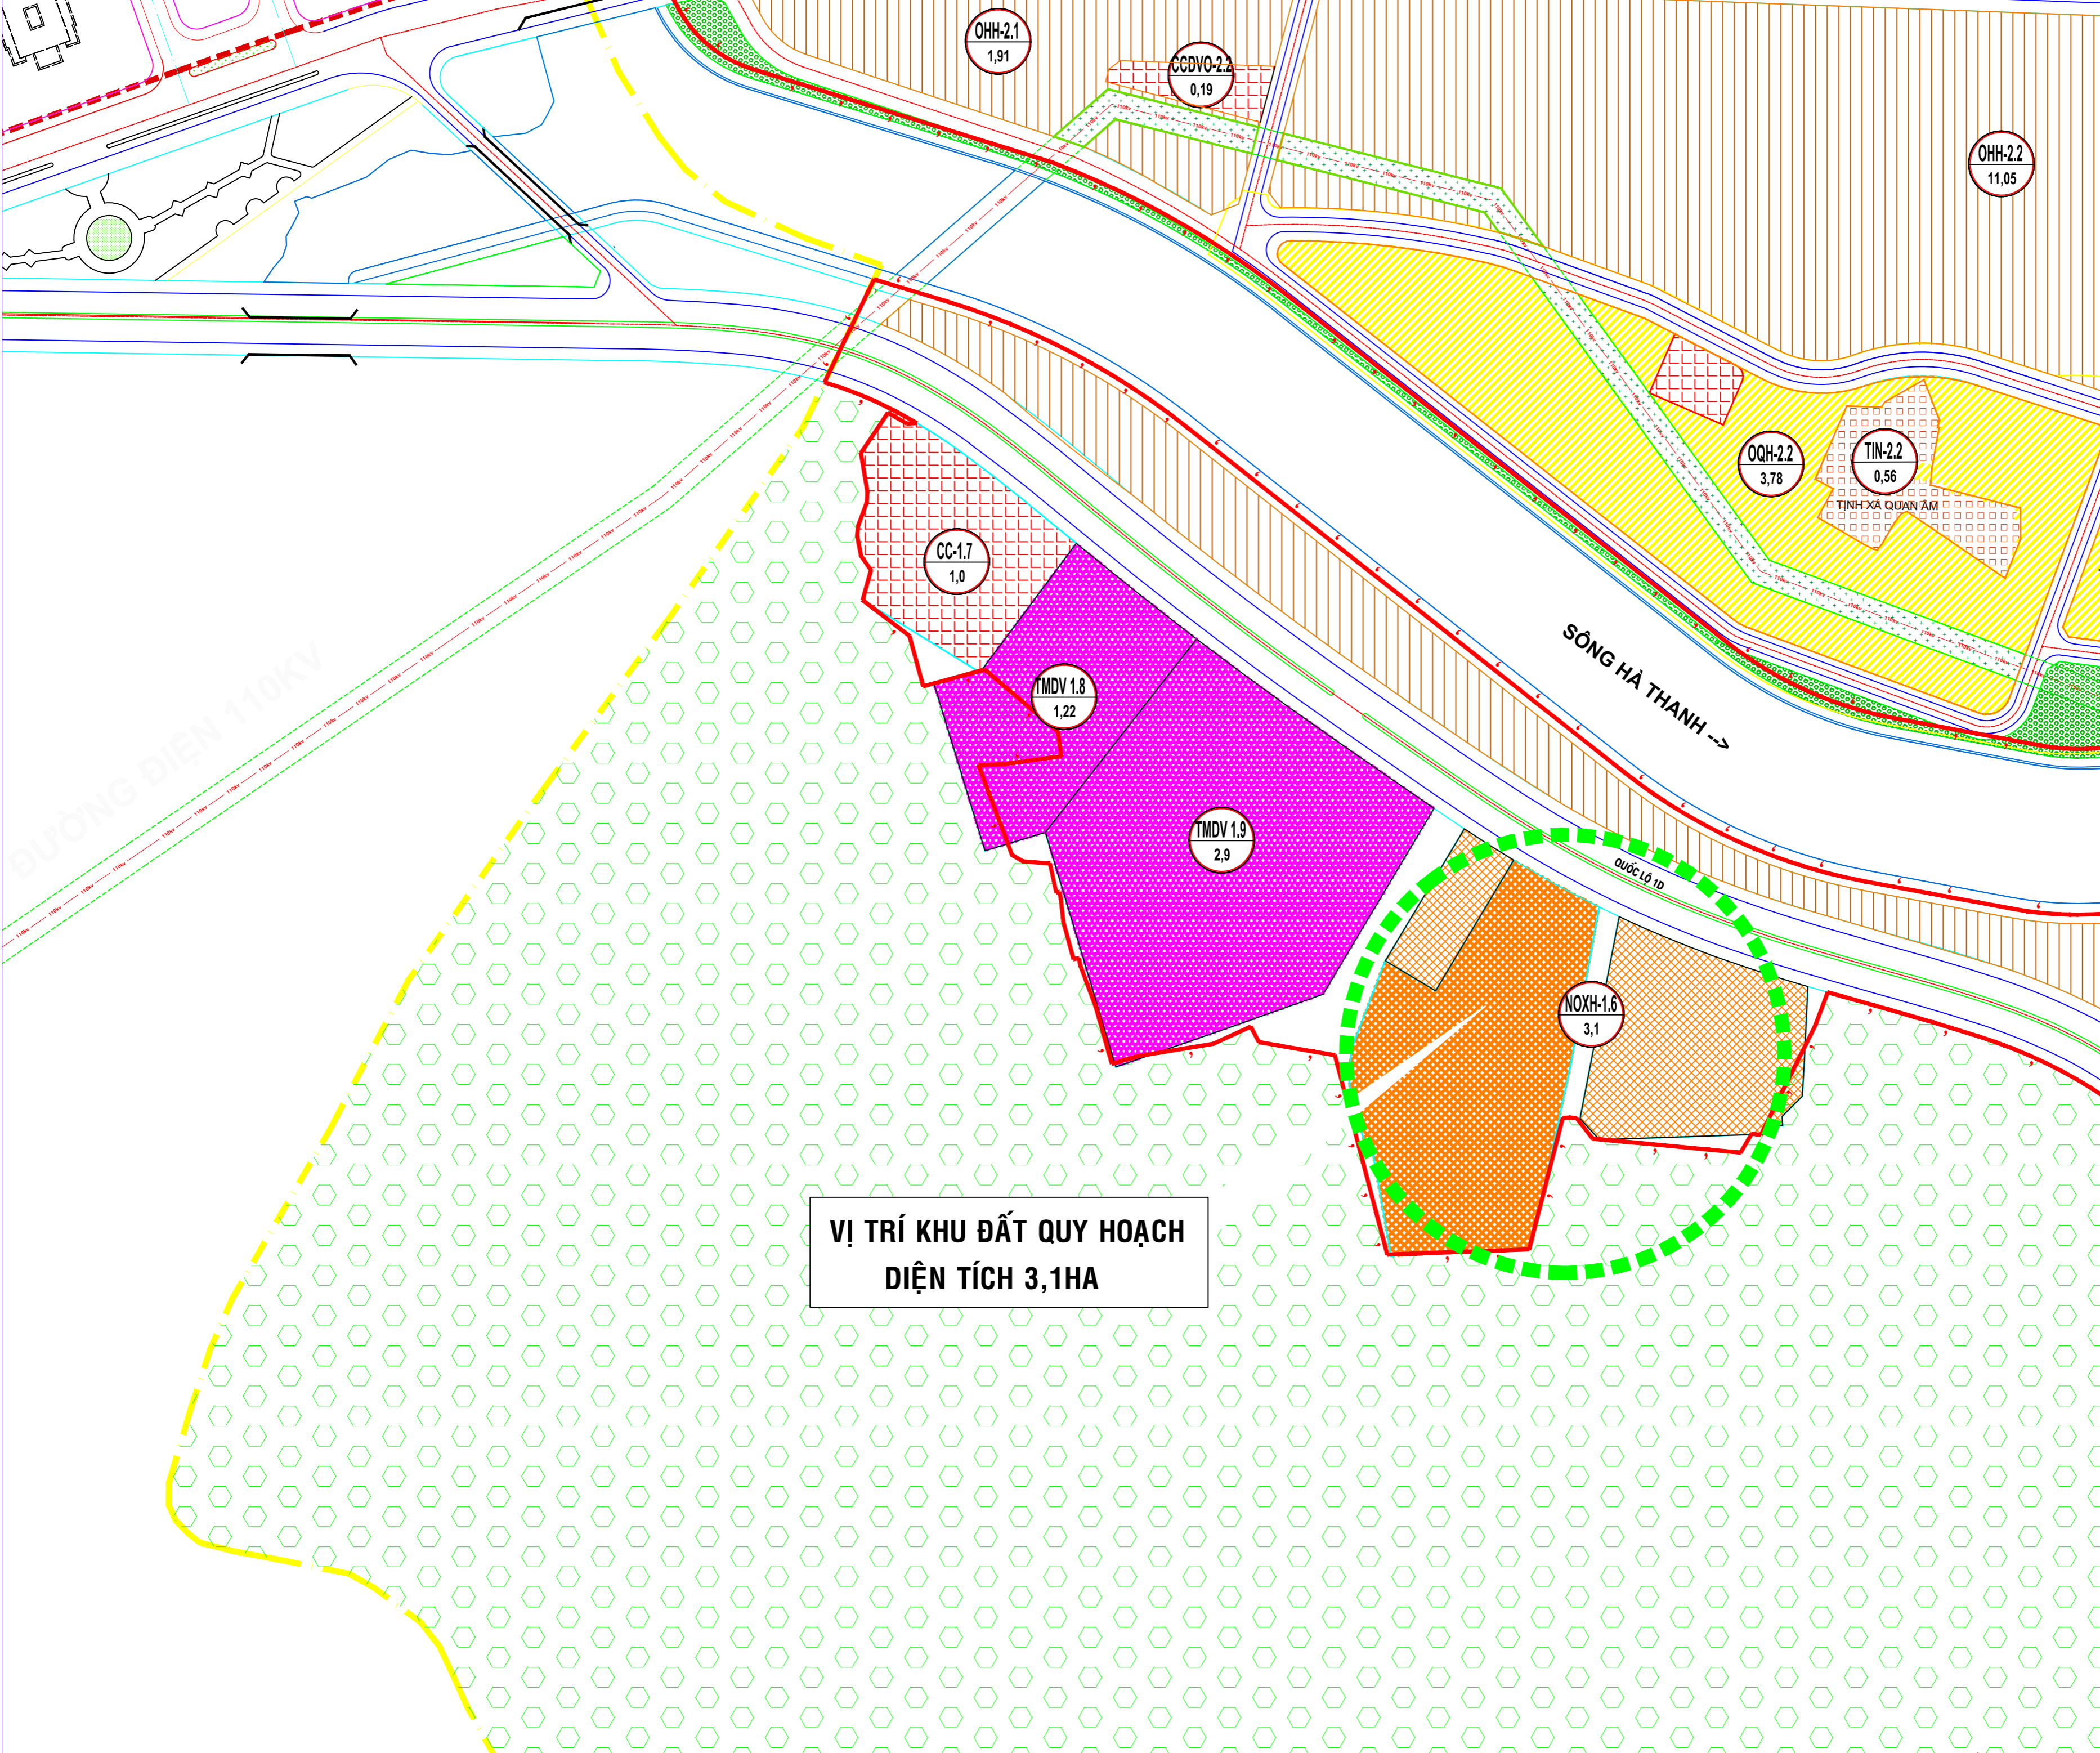 OHH-2.1
1,91
CCDVO-2.2
0,19
OHH-2.2
11,05
OQH-2.2
3,78
TIN-2.2
0,56
TỊNH XÁ QUAN ÂM
CC-1.7
1,0
SÔNG HÀ THANH -->
TMDV 1.8
1,22
ĐƯỜNG ĐIỆN 110KV
TMDV 1.9
2,9
QUỐC LỘ 1D
NOXH-1.6
3,1
VỊ TRÍ KHU ĐẤT QUY HOẠCH
DIỆN TÍCH 3,1HA